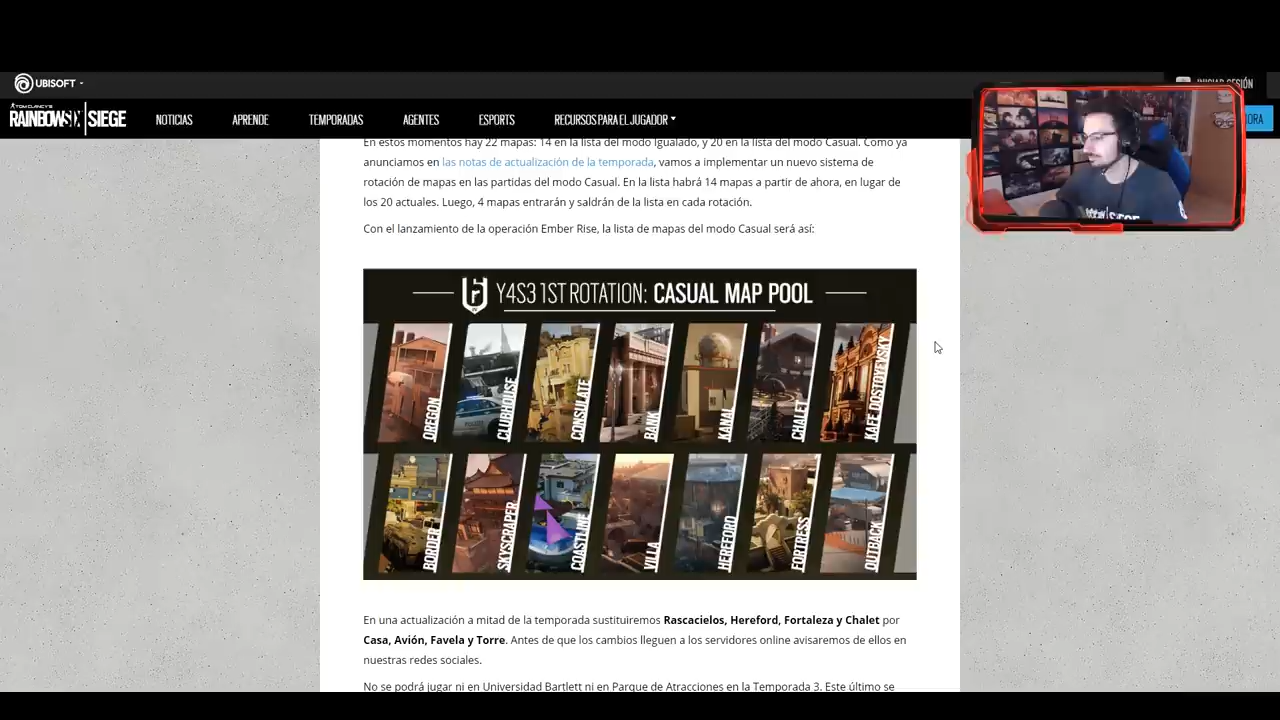 UBISOFT
INICIAR SESIÓN
TOM CLANCY'S
RAINBOW SIX | SIEGE
NOTICIAS
APRENDE
TEMPORADAS
AGENTES
ESPORTS
RECURSOS PARA EL JUGADOR
ORA
En estos momentos hay 22 mapas: 14 en la lista del modo Igualado, y 20 en la lista del modo Casual. Como ya
anunciamos en las notas de actualización de la temporada, vamos a implementar un nuevo sistema de
rotación de mapas en las partidas del modo Casual. En la lista habrá 14 mapas a partir de ahora, en lugar de
los 20 actuales. Luego, 4 mapas entrarán y saldrán de la lista en cada rotación.
Con el lanzamiento de la operación Ember Rise, la lista de mapas del modo Casual será así:
Y4S3 1ST ROTATION: CASUAL MAP POOL
OREGON
CLUBHOUSE
CONSULATE
BANK
KANAL
CHALET
KAFE DOSTOYEVSKY
BORDER
SKYSCRAPER
COASTLINE
VILLA
HEREFORD
FORTRESS
OUTBACK
En una actualización a mitad de la temporada sustituiremos Rascacielos, Hereford, Fortaleza y Chalet por
Casa, Avión, Favela y Torre. Antes de que los cambios lleguen a los servidores online avisaremos de ellos en
nuestras redes sociales.
No se podrá jugar ni en Universidad Bartlett ni en Parque de Atracciones en la Temporada 3. Este último se